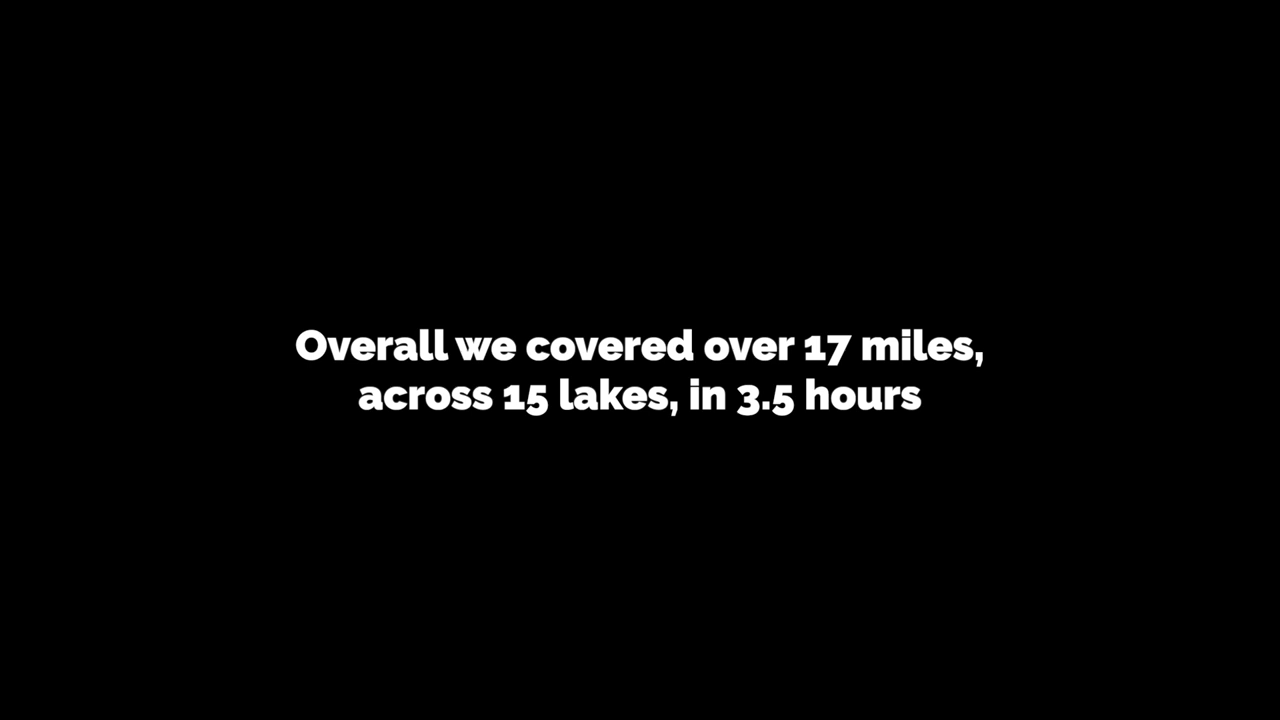 Overall we covered over 17 miles,
across 15 lakes, in 3.5 hours